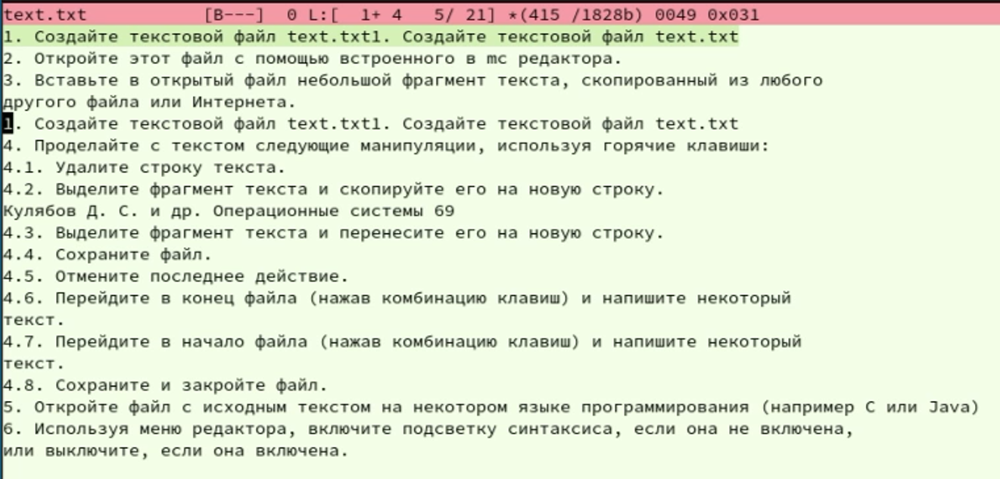 text.txt [B---] 0 L:[ 1+ 4 5/ 21] *(415 /1828b) 0049 0x031
1. Создайте текстовой файл text.txt1. Создайте текстовой файл text.txt
2. Откройте этот файл с помощью встроенного в mc редактора.
3. Вставьте в открытый файл небольшой фрагмент текста, скопированный из любого
другого файла или Интернета.
1. Создайте текстовой файл text.txt1. Создайте текстовой файл text.txt
4. Проделайте с текстом следующие манипуляции, используя горячие клавиши:
4.1. Удалите строку текста.
4.2. Выделите фрагмент текста и скопируйте его на новую строку.
Кулябов Д. С. и др. Операционные системы 69
4.3. Выделите фрагмент текста и перенесите его на новую строку.
4.4. Сохраните файл.
4.5. Отмените последнее действие.
4.6. Перейдите в конец файла (нажав комбинацию клавиш) и напишите некоторый
текст.
4.7. Перейдите в начало файла (нажав комбинацию клавиш) и напишите некоторый
текст.
4.8. Сохраните и закройте файл.
5. Откройте файл с исходным текстом на некотором языке программирования (например C или Java)
6. Используя меню редактора, включите подсветку синтаксиса, если она не включена,
или выключите, если она включена.